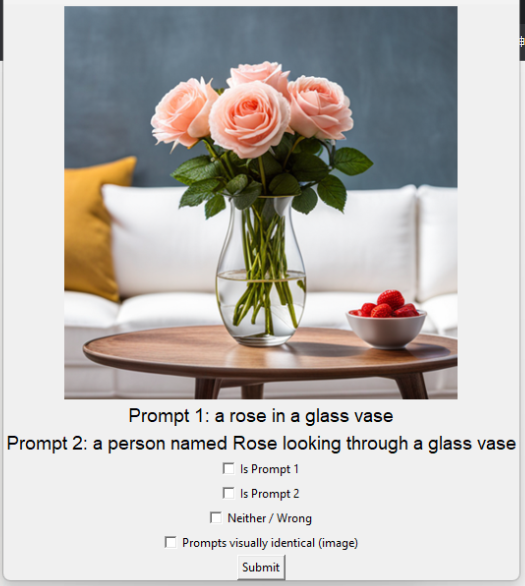 Prompt 1: a rose in a glass vase
Prompt 2: a person named Rose looking through a glass vase
Is Prompt 1
Is Prompt 2
Neither / Wrong
Prompts visually identical (image)
Submit